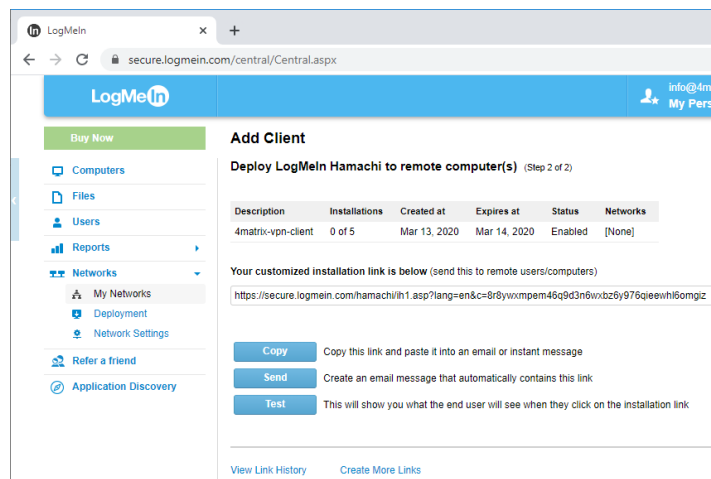 LogMeIn
secure.logmein.com/central/Central.aspx
LogMeIn
info@4m
My Pers
Buy Now
Computers
Files
Users
Reports
Networks
My Networks
Deployment
Network Settings
Refer a friend
Application Discovery
Add Client
Deploy LogMeIn Hamachi to remote computer(s) (Step 2 of 2)
Description Installations Created at Expires at Status Networks
4matrix-vpn-client 0 of 5 Mar 13, 2020 Mar 14, 2020 Enabled [None]
Your customized installation link is below (send this to remote users/computers)
https://secure.logmein.com/hamachi/ih1.asp?lang=en&c=8r8ywxmpem46q9d3n6wxbz6y976qieewhl6omgiz
Copy Copy this link and paste it into an email or instant message
Send Create an email message that automatically contains this link
Test This will show you what the end user will see when they click on the installation link
View Link History Create More Links